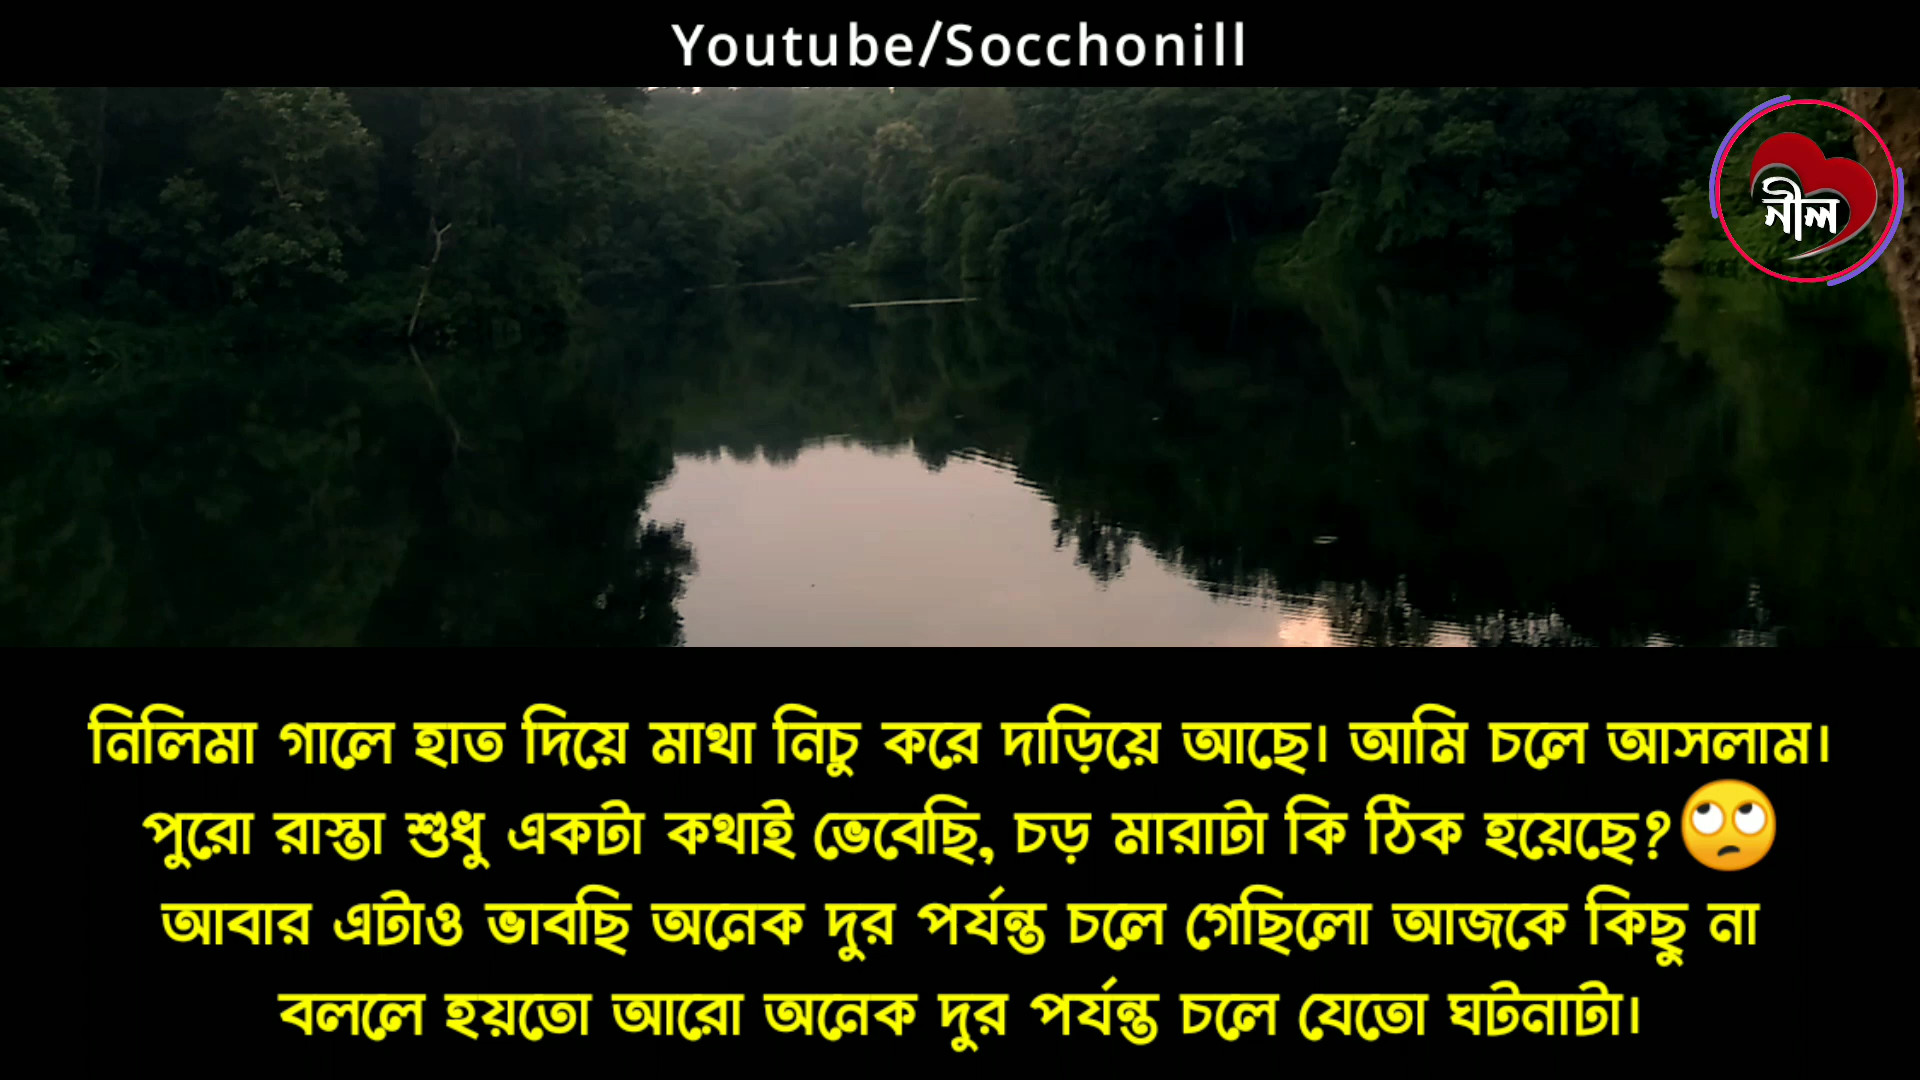 Youtube/Socchonill
নীল
নিলিমা গালে হাত দিয়ে মাথা নিচু করে দাড়িয়ে আছে। আমি চলে আসলাম।
পুরো রাস্তা শুধু একটা কথাই ভেবেছি, চড় মারাটা কি ঠিক হয়েছে?🙄
আবার এটাও ভাবছি অনেক দুর পর্যন্ত চলে গেছিলো আজকে কিছু না
বললে হয়তো আরো অনেক দুর পর্যন্ত চলে যেতো ঘটনাটা।